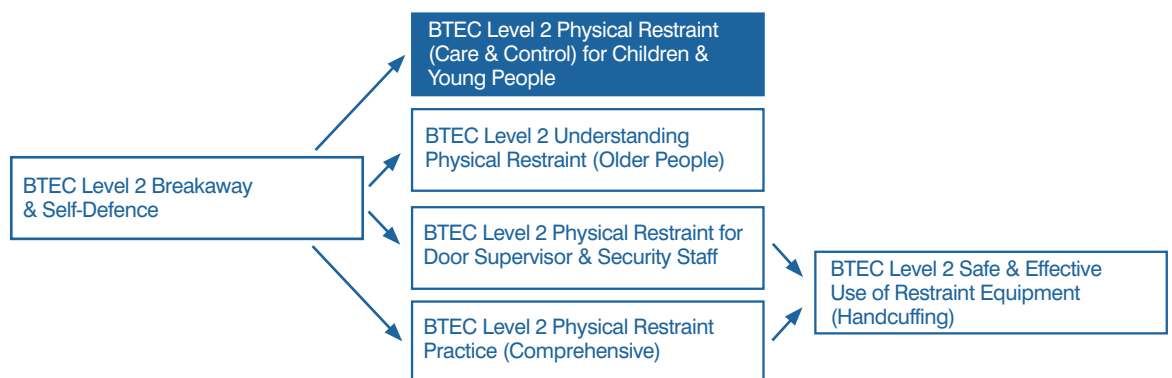 BTEC Level 2 Physical Restraint
(Care & Control) for Children &
Young People
BTEC Level 2 Understanding
Physical Restraint (Older People)
BTEC Level 2 Breakaway
& Self-Defence
BTEC Level 2 Physical Restraint for
Door Supervisor & Security Staff
BTEC Level 2 Safe & Effective
Use of Restraint Equipment
(Handcuffing)
BTEC Level 2 Physical Restraint
Practice (Comprehensive)